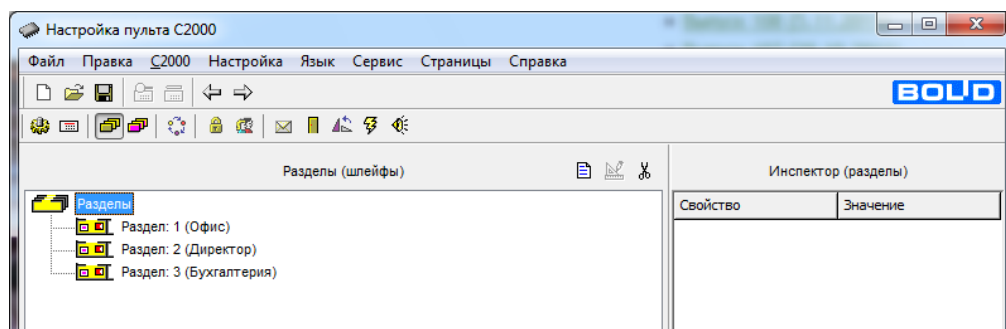 Настройка пульта С2000
Файл Правка С2000 Настройка Язык Сервис Страницы Справка
BOLID
Разделы (шлейфы)
Инспектор (разделы)
Разделы
Свойство Значение
Раздел: 1 (Офис)
Раздел: 2 (Директор)
Раздел: 3 (Бухгалтерия)